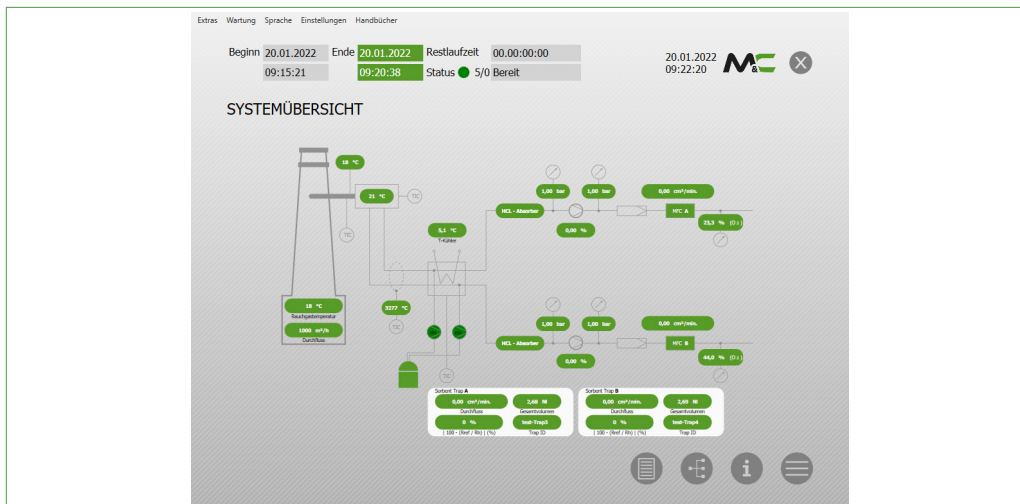 Extras Wartung Sprache Einstellungen Handbücher
Beginn 20.01.2022 Ende 20.01.2022 Restlaufzeit 00.00:00:00
09:15:21 09:20:38 Status 5/0 Bereit
20.01.2022
09:22:20
M&C
X
SYSTEMÜBERSICHT
18 °C
21 °C
TIC
TIC
5,1 °C
T-Kühler
3277 °C
TIC
TIC
18 °C
Rauchgastemperatur
1000 m³/h
Durchfluss
1,00 bar 1,00 bar 0,00 cm³/min.
HCL - Absorber MFC A
0,00 %
23,3 % (O₂)
1,00 bar 1,00 bar 0,00 cm³/min.
HCL - Absorber MFC B
0,00 %
44,0 % (O₂)
Sorbent Trap A
0,00 cm³/min. 2,68 Nl
Durchfluss Gesamtvolumen
0 % test-Trap3
| 100 - (Rref / Rh) | (%) Trap ID
Sorbent Trap B
0,00 cm³/min. 2,69 Nl
Durchfluss Gesamtvolumen
0 % test-Trap4
| 100 - (Rref / Rh) | (%) Trap ID